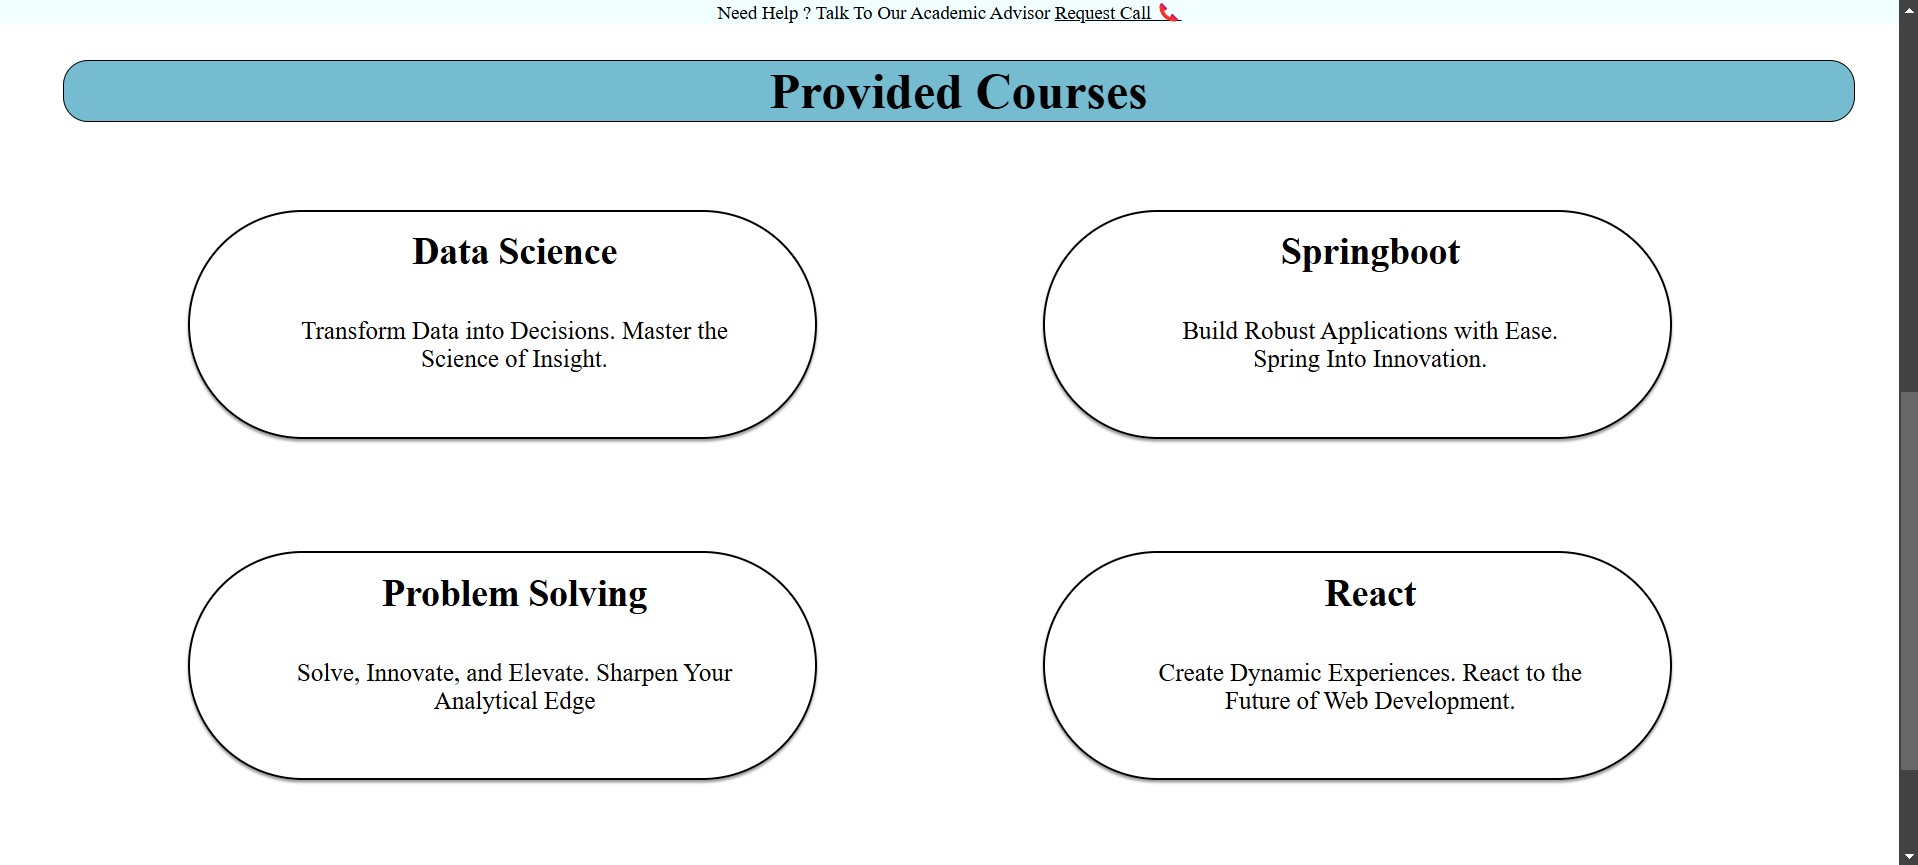 Need Help ? Talk To Our Academic Advisor Request Call
Provided Courses
Data Science
Transform Data into Decisions. Master the
Science of Insight.
Springboot
Build Robust Applications with Ease.
Spring Into Innovation.
Problem Solving
Solve, Innovate, and Elevate. Sharpen Your
Analytical Edge
React
Create Dynamic Experiences. React to the
Future of Web Development.